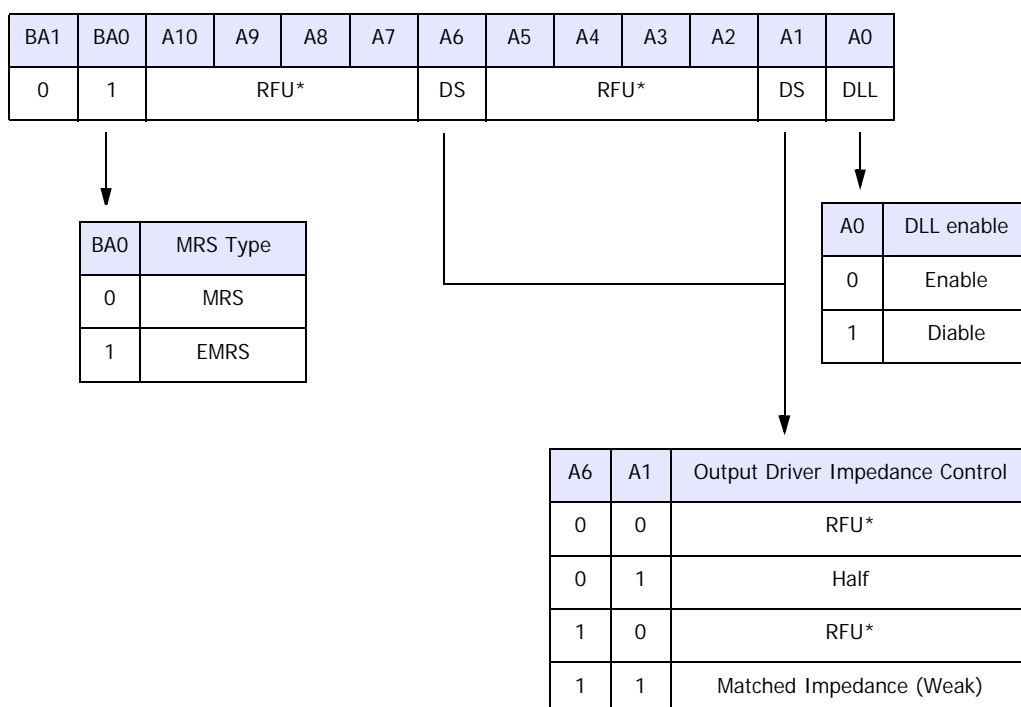 BA1 BA0 A10 A9 A8 A7 A6 A5 A4 A3 A2 A1 A0
0 1 RFU* DS RFU* DS DLL
BA0 MRS Type
0 MRS
1 EMRS
A0 DLL enable
0 Enable
1 Diable
A6 A1 Output Driver Impedance Control
0 0 RFU*
0 1 Half
1 0 RFU*
1 1 Matched Impedance (Weak)